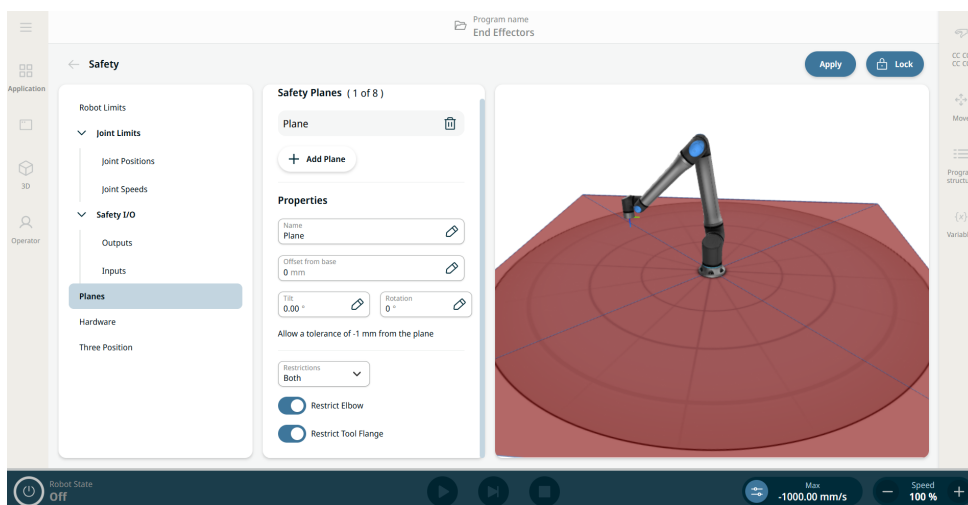 Program name
End Effectors
Safety
Apply
Lock
Application
3D
Operator
Robot Limits
Joint Limits
Joint Positions
Joint Speeds
Safety I/O
Outputs
Inputs
Planes
Hardware
Three Position
Safety Planes ( 1 of 8 )
Plane
Add Plane
Properties
Name
Plane
Offset from base
0 mm
Tilt
0.00 °
Rotation
0 °
Allow a tolerance of -1 mm from the plane
Restrictions
Both
Restrict Elbow
Restrict Tool Flange
Robot State
Off
Max
-1000.00 mm/s
Speed
100 %